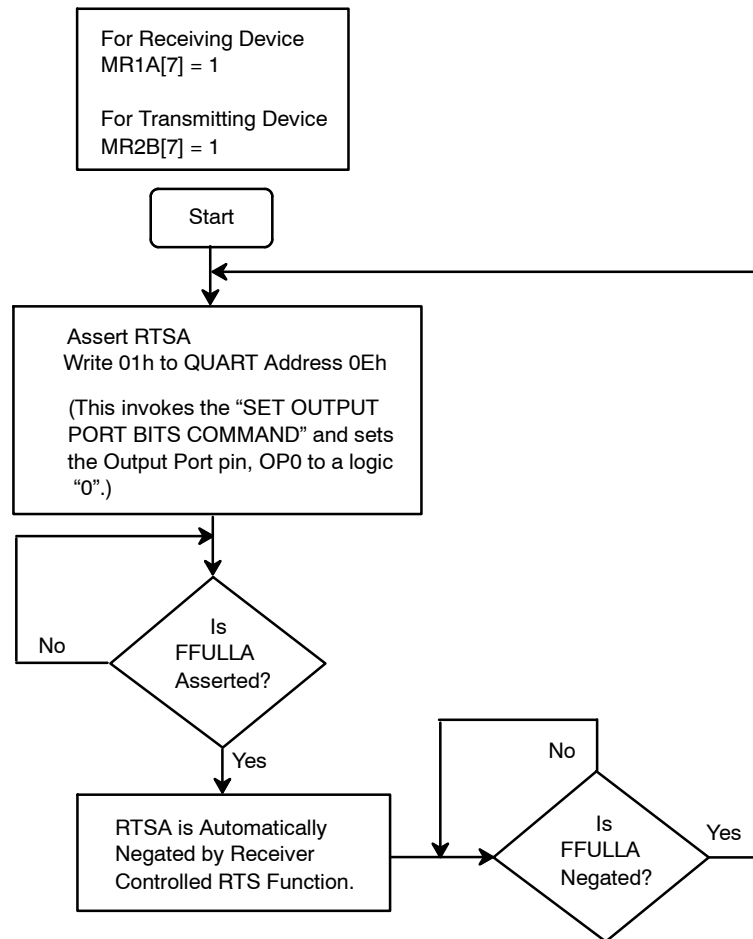 For Receiving Device
MR1A[7] = 1
For Transmitting Device
MR2B[7] = 1
Start
Assert RTSA
Write 01h to QUART Address 0Eh
(This invokes the “SET OUTPUT
PORT BITS COMMAND” and sets
the Output Port pin, OP0 to a logic
“0”.)
Is
FFULLA
Asserted?
No
Yes
RTSA is Automatically
Negated by Receiver
Controlled RTS Function.
No
Is
FFULLA
Negated?
Yes